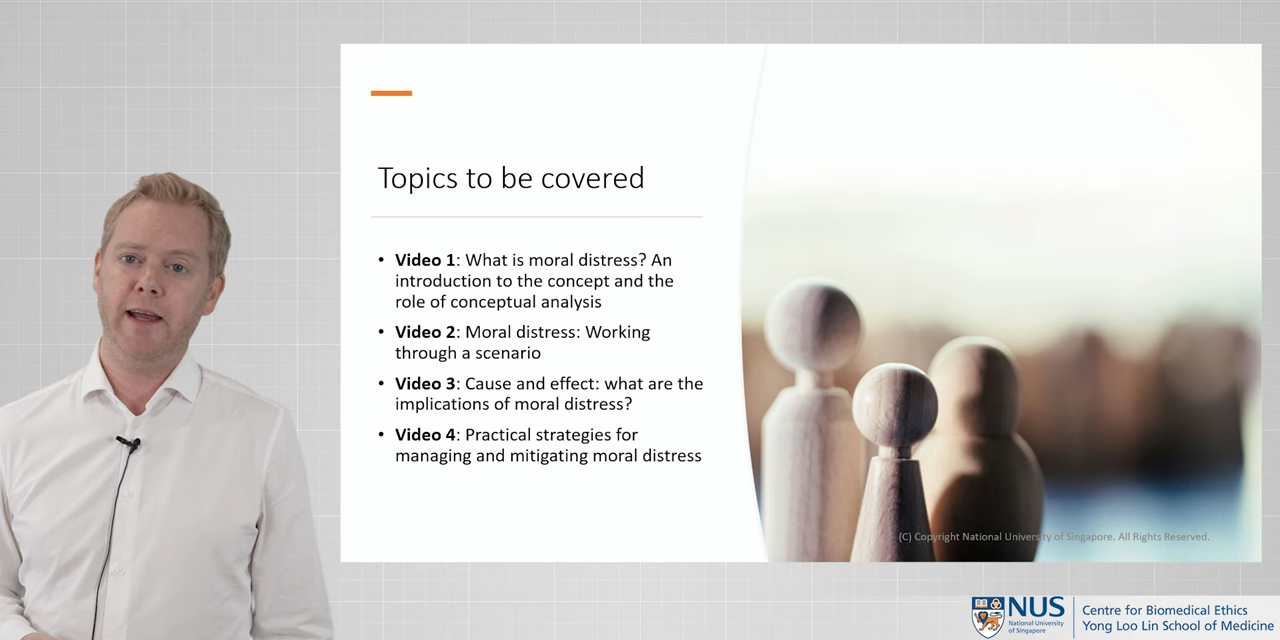 Topics to be covered
• Video 1: What is moral distress? An
introduction to the concept and the
role of conceptual analysis
• Video 2: Moral distress: Working
through a scenario
• Video 3: Cause and effect: what are the
implications of moral distress?
• Video 4: Practical strategies for
managing and mitigating moral distress
(C) Copyright National University of Singapore. All Rights Reserved.
NUS
National University
of Singapore
Centre for Biomedical Ethics
Yong Loo Lin School of Medicine